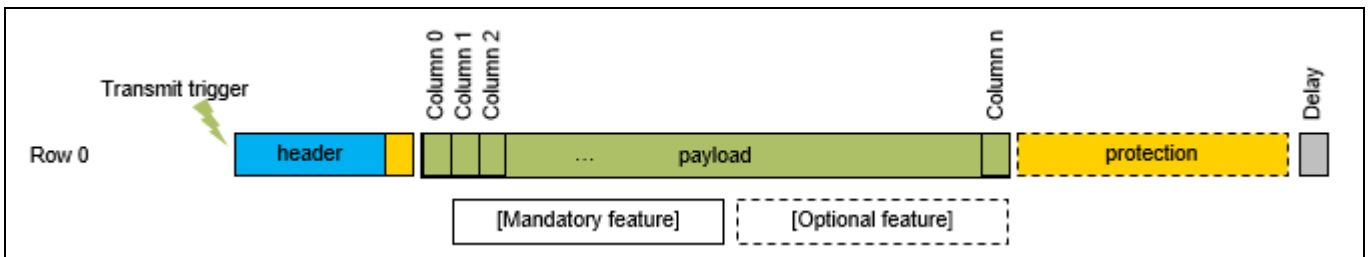 Column 0
Column 1
Column 2
Column n
Delay
Transmit trigger
Row 0
header
... payload
protection
[Mandatory feature]
[Optional feature]